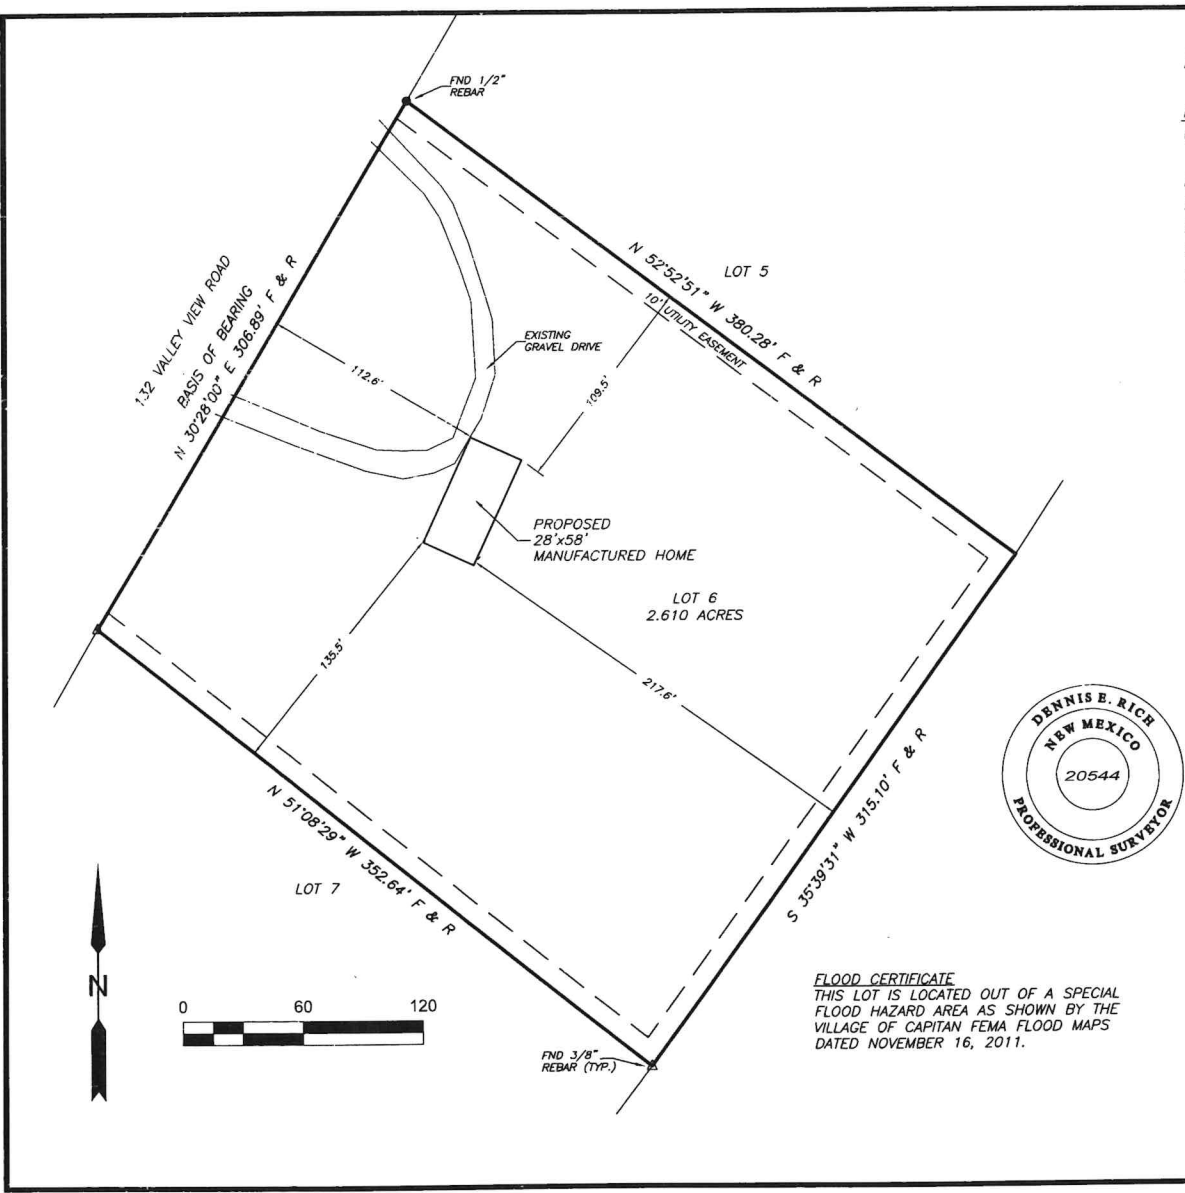 FND 1/2"
REBAR
N 52°52'51" W 380.28' F & R
LOT 5
10' UTILITY EASEMENT
132 VALLEY VIEW ROAD
BASIS OF BEARING
N 30°28'00" E 306.89' F & R
EXISTING
GRAVEL DRIVE
112.6'
109.5'
PROPOSED
28'x58'
MANUFACTURED HOME
LOT 6
2.610 ACRES
135.5'
217.6'
DENNIS E. RICH
NEW MEXICO
20544
PROFESSIONAL SURVEYOR
S 35°39'31" W 315.10' F & R
N 51°08'29" W 352.64' F & R
LOT 7
N
0 60 120
FND 3/8"
REBAR (TYP.)
FLOOD CERTIFICATE
THIS LOT IS LOCATED OUT OF A SPECIAL
FLOOD HAZARD AREA AS SHOWN BY THE
VILLAGE OF CAPITAN FEMA FLOOD MAPS
DATED NOVEMBER 16, 2011.